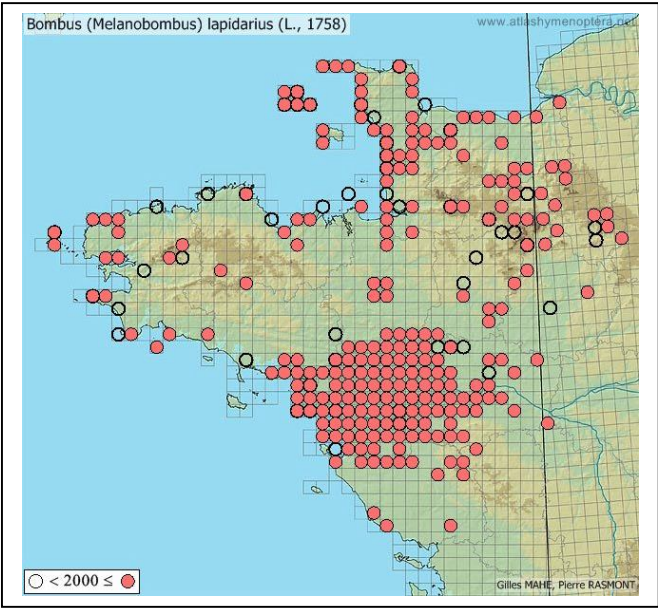 Bombus (Melanobombus) lapidarius (L., 1758)
www.atlashymenoptera.net
< 2000 ≤
Gilles MAHE, Pierre RASMONT